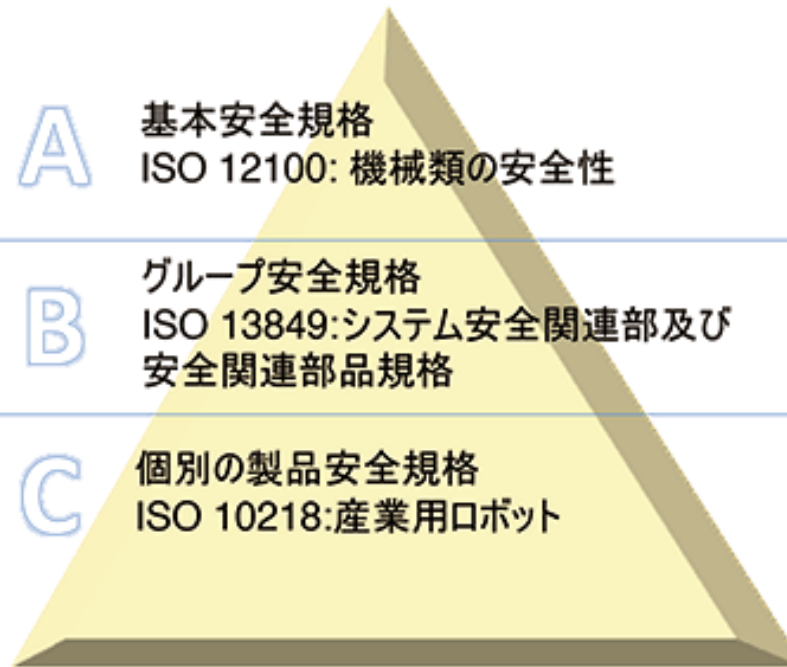 A
基本安全規格
ISO 12100: 機械類の安全性
B
グループ安全規格
ISO 13849:システム安全関連部及び
安全関連部品規格
C
個別の製品安全規格
ISO 10218:産業用ロボット